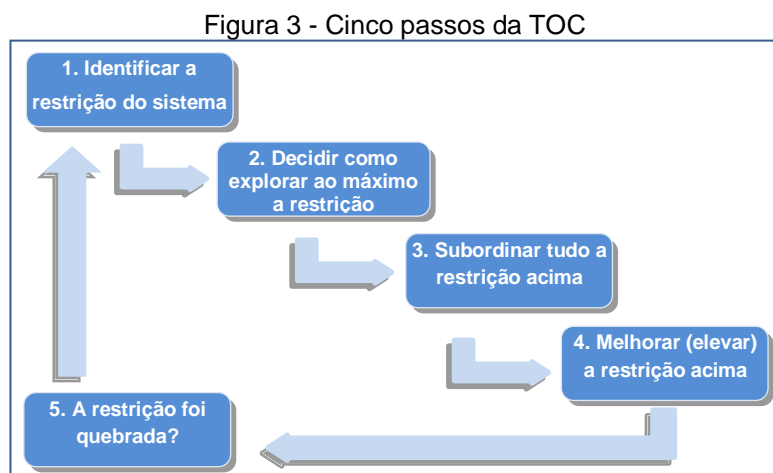 Figura 3 - Cinco passos da TOC
1. Identificar a
restrição do sistema
2. Decidir como
explorar ao máximo
a restrição
3. Subordinar tudo a
restrição acima
4. Melhorar (elevar)
a restrição acima
5. A restrição foi
quebrada?